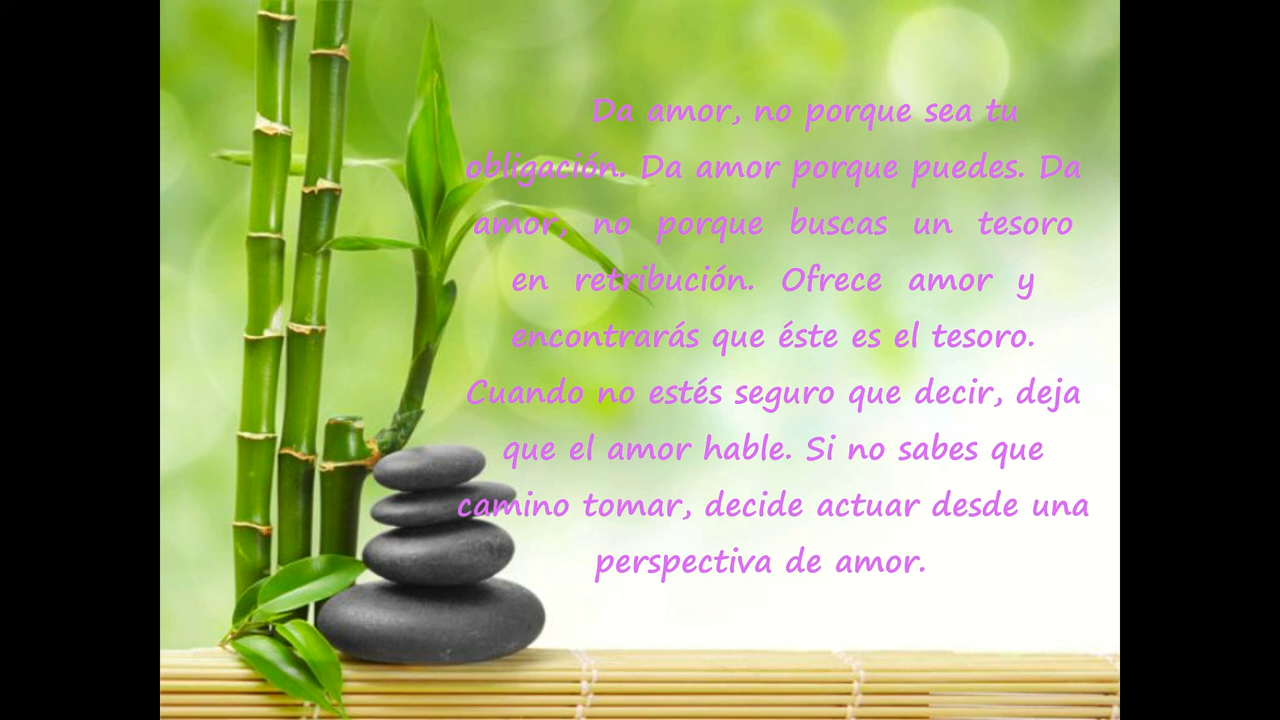 Da amor, no porque sea tu
obligación. Da amor porque puedes. Da
amor, no porque buscas un tesoro
en retribución. Ofrece amor y
encontrarás que éste es el tesoro.
Cuando no estés seguro que decir, deja
que el amor hable. Si no sabes que
camino tomar, decide actuar desde una
perspectiva de amor.